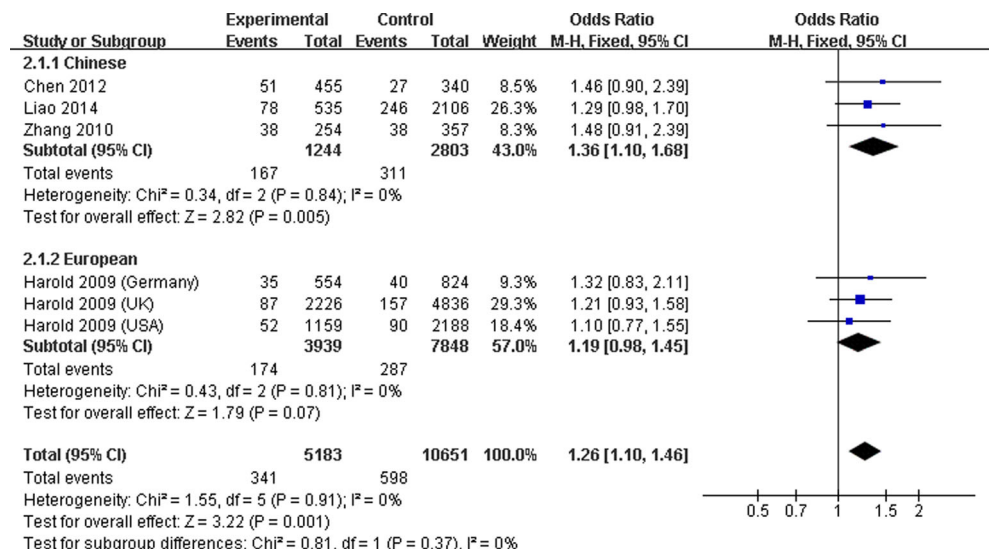 Experimental Control Odds Ratio Odds Ratio
Study or Subgroup Events Total Events Total Weight M-H, Fixed, 95% CI M-H, Fixed, 95% CI
2.1.1 Chinese
Chen 2012 51 455 27 340 8.5% 1.46 [0.90, 2.39]
Liao 2014 78 535 246 2106 26.3% 1.29 [0.98, 1.70]
Zhang 2010 38 254 38 357 8.3% 1.48 [0.91, 2.39]
Subtotal (95% CI) 1244 2803 43.0% 1.36 [1.10, 1.68]
Total events 167 311
Heterogeneity: Chi² = 0.34, df = 2 (P = 0.84); I² = 0%
Test for overall effect: Z = 2.82 (P = 0.005)
2.1.2 European
Harold 2009 (Germany) 35 554 40 824 9.3% 1.32 [0.83, 2.11]
Harold 2009 (UK) 87 2226 157 4836 29.3% 1.21 [0.93, 1.58]
Harold 2009 (USA) 52 1159 90 2188 18.4% 1.10 [0.77, 1.55]
Subtotal (95% CI) 3939 7848 57.0% 1.19 [0.98, 1.45]
Total events 174 287
Heterogeneity: Chi² = 0.43, df = 2 (P = 0.81); I² = 0%
Test for overall effect: Z = 1.79 (P = 0.07)
Total (95% CI) 5183 10651 100.0% 1.26 [1.10, 1.46]
Total events 341 598
Heterogeneity: Chi² = 1.55, df = 5 (P = 0.91); I² = 0%
0.5 0.7 1 1.5 2
Test for overall effect: Z = 3.22 (P = 0.001)
Test for subgroup differences: Chi² = 0.81, df = 1 (P = 0.37), I² = 0%